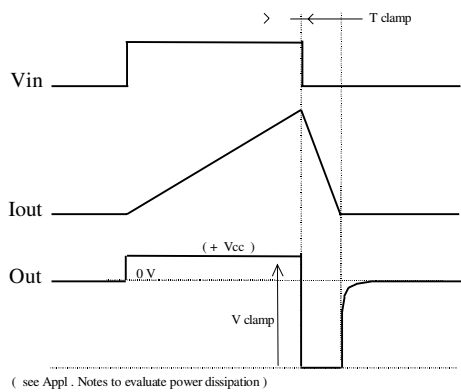 T clamp
Vin
Iout
( + Vcc )
Out
0 V
V clamp
( see Appl . Notes to evaluate power dissipation )